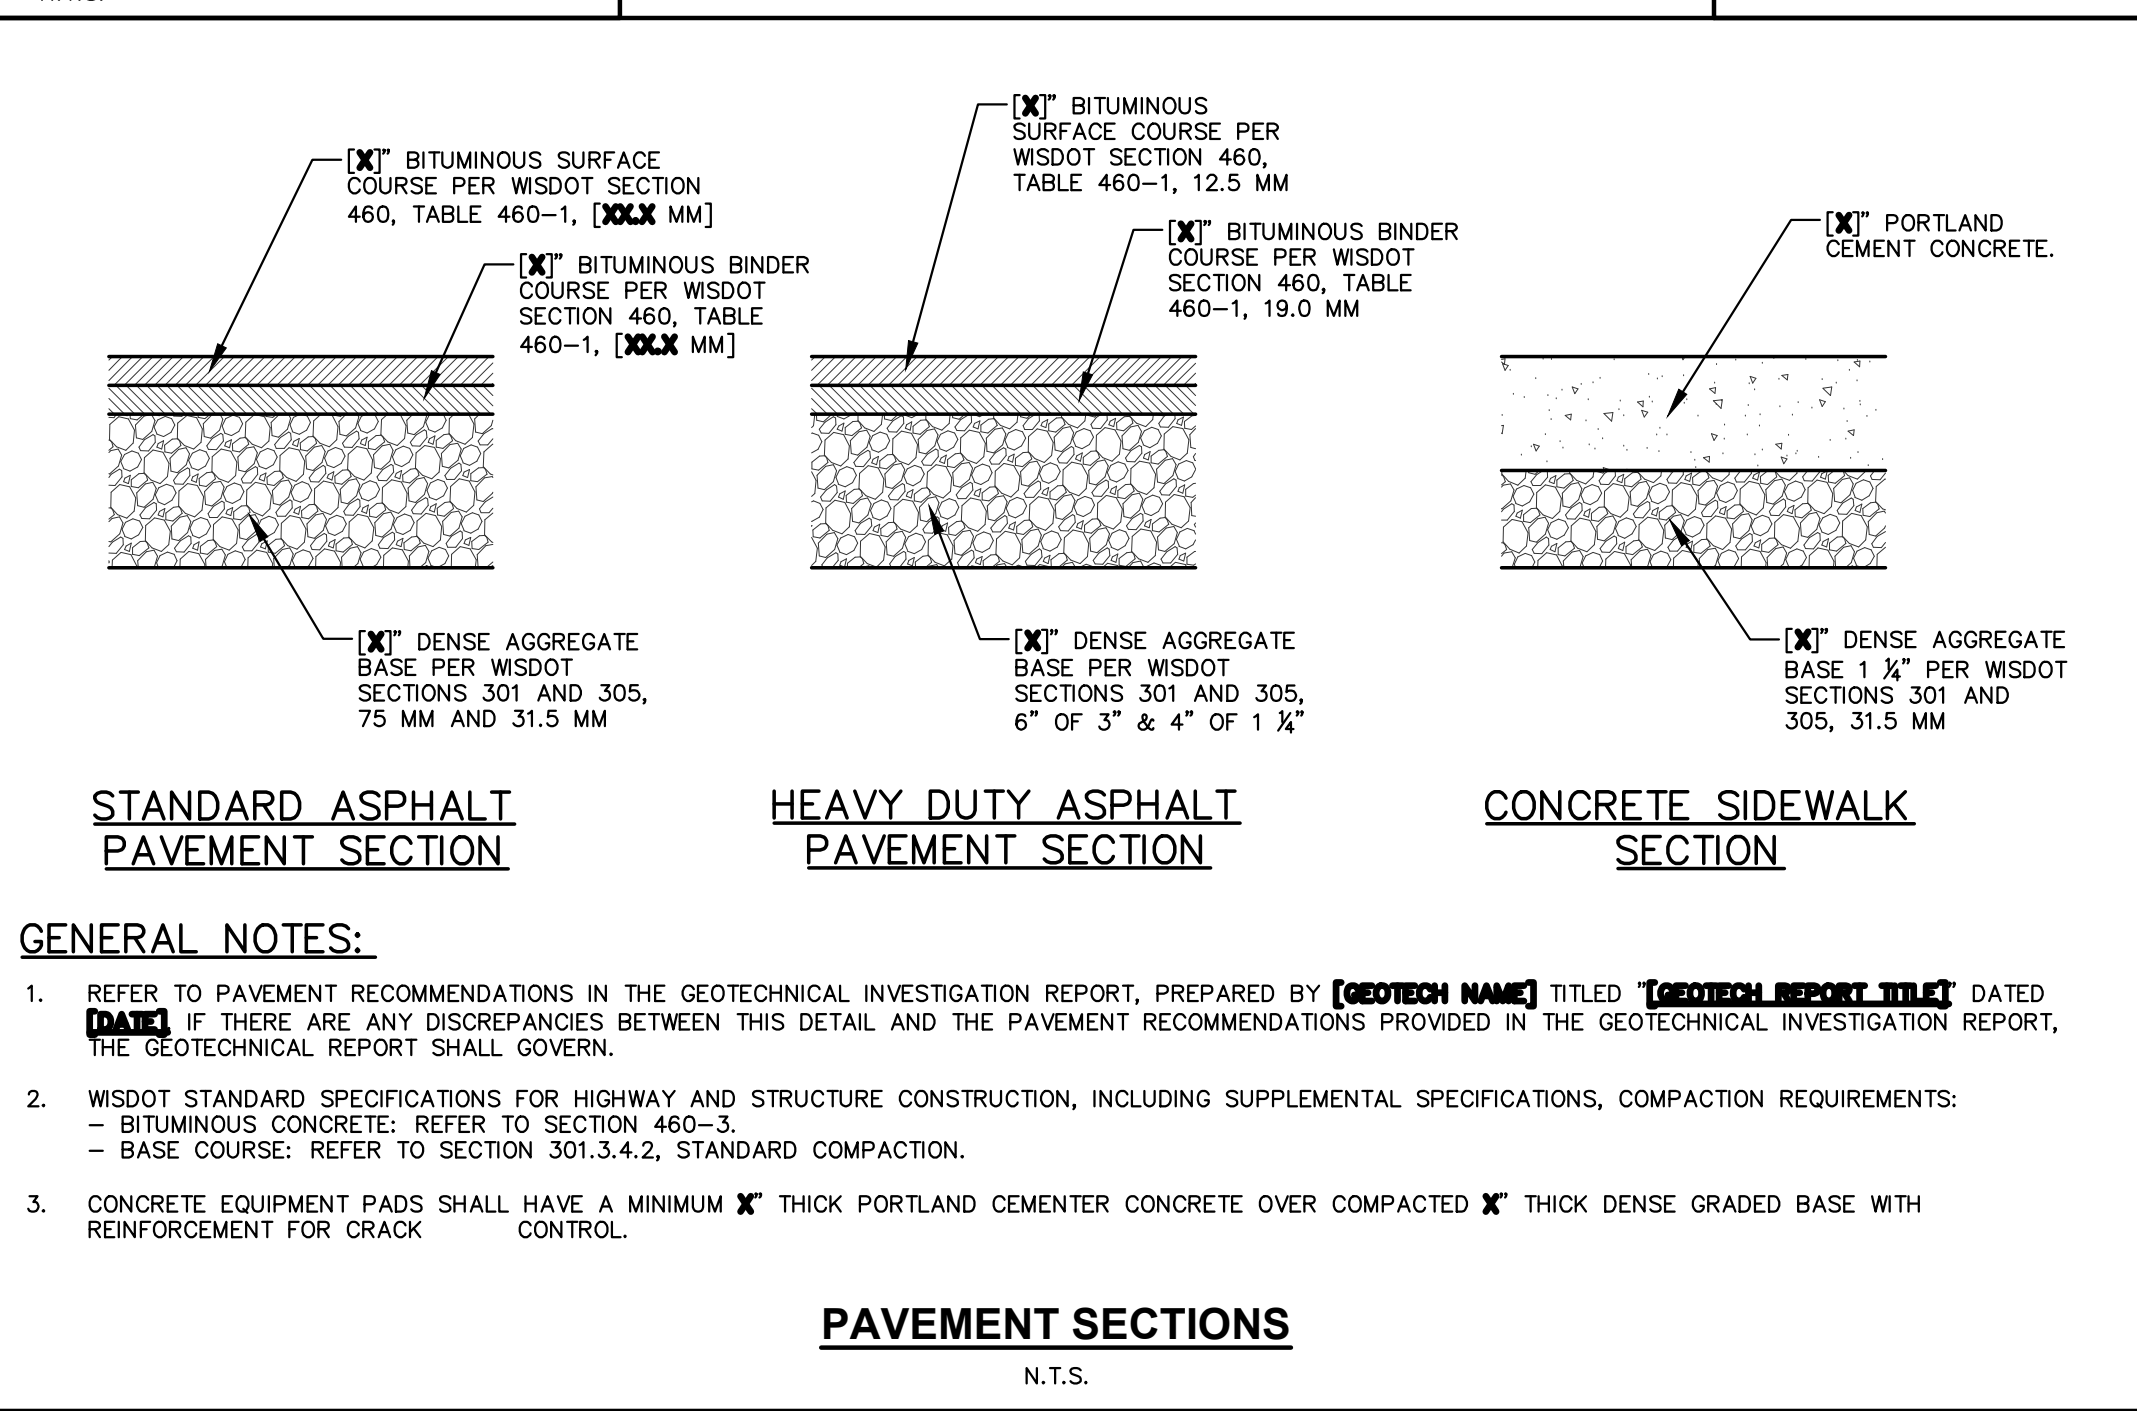 [X]" BITUMINOUS SURFACE
COURSE PER WISDOT SECTION
460, TABLE 460-1, [XX.X MM]
[X]" BITUMINOUS BINDER
COURSE PER WISDOT
SECTION 460, TABLE
460-1, [XX.X MM]
[X]" DENSE AGGREGATE
BASE PER WISDOT
SECTIONS 301 AND 305,
75 MM AND 31.5 MM
STANDARD ASPHALT
PAVEMENT SECTION
[X]" BITUMINOUS
SURFACE COURSE PER
WISDOT SECTION 460,
TABLE 460-1, 12.5 MM
[X]" BITUMINOUS BINDER
COURSE PER WISDOT
SECTION 460, TABLE
460-1, 19.0 MM
[X]" DENSE AGGREGATE
BASE PER WISDOT
SECTIONS 301 AND 305,
6" OF 3" & 4" OF 1 ¼"
HEAVY DUTY ASPHALT
PAVEMENT SECTION
[X]" PORTLAND
CEMENT CONCRETE.
[X]" DENSE AGGREGATE
BASE 1 ¼" PER WISDOT
SECTIONS 301 AND
305, 31.5 MM
CONCRETE SIDEWALK
SECTION
GENERAL NOTES:
1. REFER TO PAVEMENT RECOMMENDATIONS IN THE GEOTECHNICAL INVESTIGATION REPORT, PREPARED BY [GEOTECH NAME] TITLED "[GEOTECH REPORT TITLE]" DATED
[DATE]. IF THERE ARE ANY DISCREPANCIES BETWEEN THIS DETAIL AND THE PAVEMENT RECOMMENDATIONS PROVIDED IN THE GEOTECHNICAL INVESTIGATION REPORT,
THE GEOTECHNICAL REPORT SHALL GOVERN.
2. WISDOT STANDARD SPECIFICATIONS FOR HIGHWAY AND STRUCTURE CONSTRUCTION, INCLUDING SUPPLEMENTAL SPECIFICATIONS, COMPACTION REQUIREMENTS:
- BITUMINOUS CONCRETE: REFER TO SECTION 460-3.
- BASE COURSE: REFER TO SECTION 301.3.4.2, STANDARD COMPACTION.
3. CONCRETE EQUIPMENT PADS SHALL HAVE A MINIMUM X" THICK PORTLAND CEMENTER CONCRETE OVER COMPACTED X" THICK DENSE GRADED BASE WITH
REINFORCEMENT FOR CRACK CONTROL.
PAVEMENT SECTIONS
N.T.S.